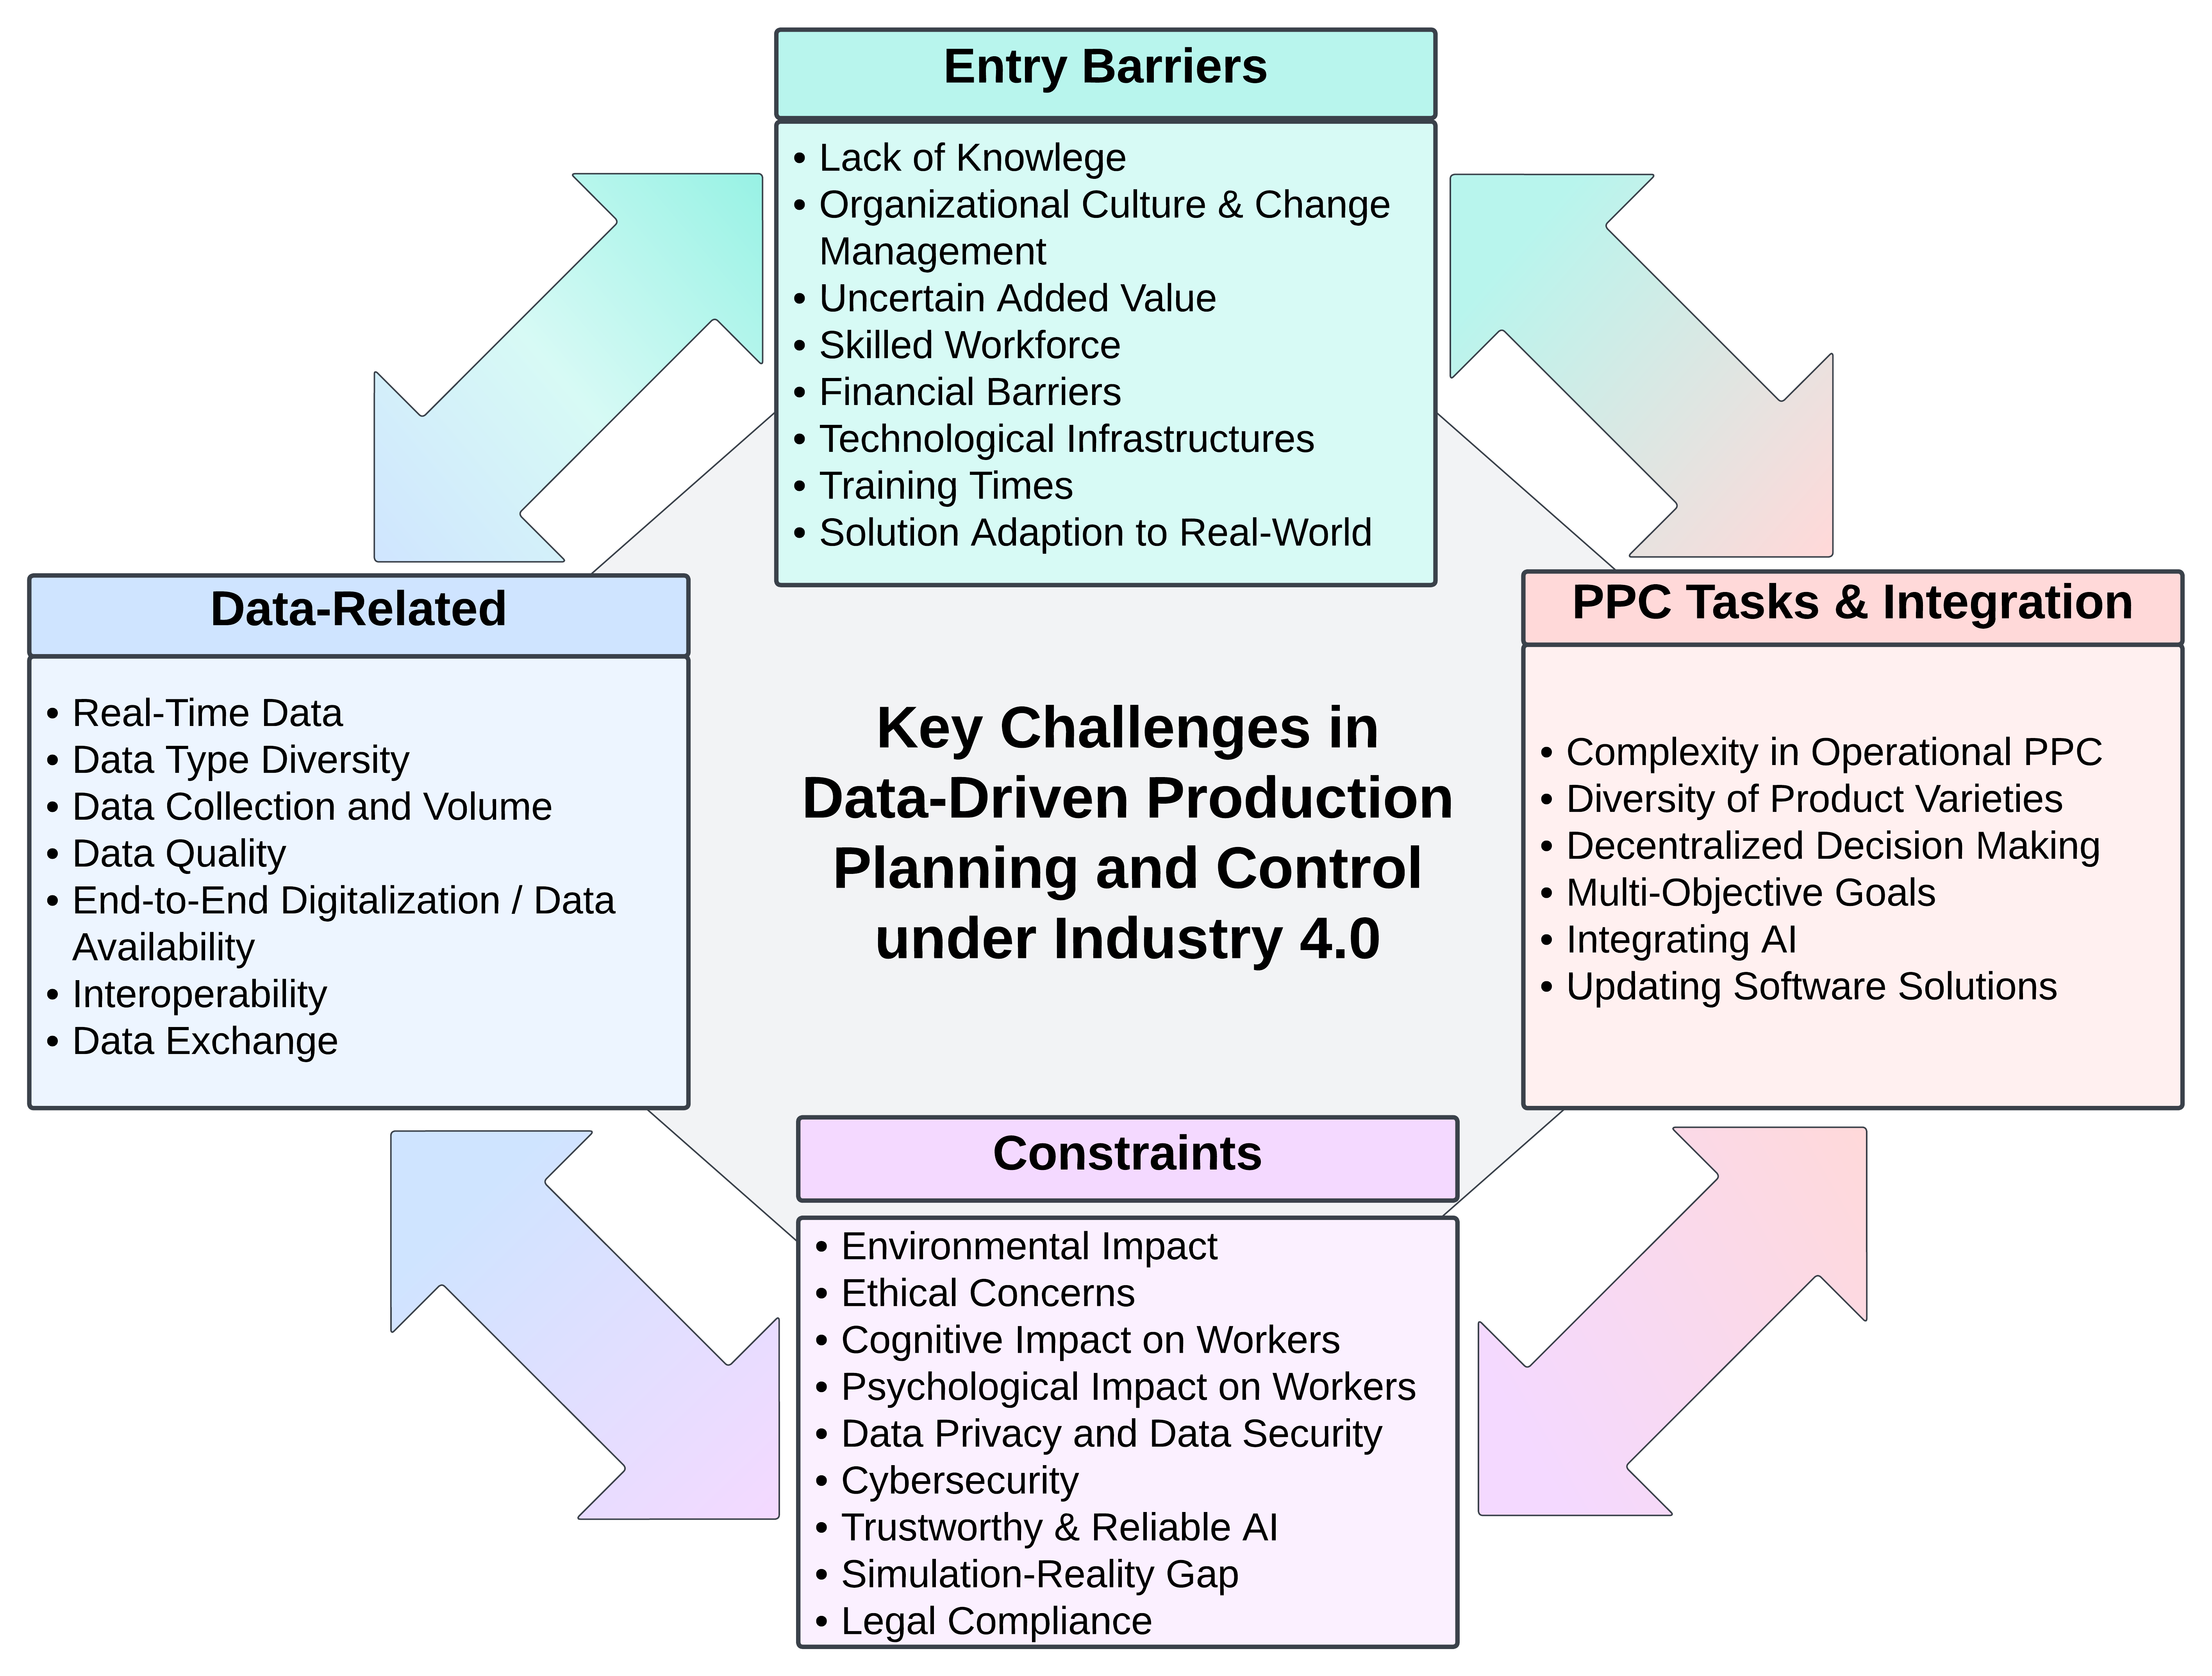 Entry Barriers
• Lack of Knowlege
• Organizational Culture & Change
Management
• Uncertain Added Value
• Skilled Workforce
• Financial Barriers
• Technological Infrastructures
• Training Times
• Solution Adaption to Real-World
Data-Related
• Real-Time Data
• Data Type Diversity
• Data Collection and Volume
• Data Quality
• End-to-End Digitalization / Data
Availability
• Interoperability
• Data Exchange
Key Challenges in
Data-Driven Production
Planning and Control
under Industry 4.0
PPC Tasks & Integration
• Complexity in Operational PPC
• Diversity of Product Varieties
• Decentralized Decision Making
• Multi-Objective Goals
• Integrating AI
• Updating Software Solutions
Constraints
• Environmental Impact
• Ethical Concerns
• Cognitive Impact on Workers
• Psychological Impact on Workers
• Data Privacy and Data Security
• Cybersecurity
• Trustworthy & Reliable AI
• Simulation-Reality Gap
• Legal Compliance